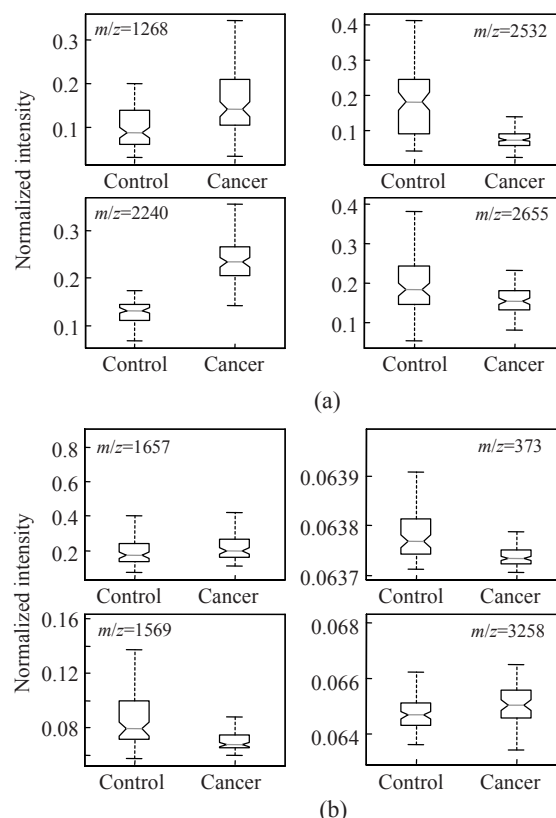 Normalized intensity
m/z=1268
0.3
0.2
0.1
Control Cancer
m/z=2532
0.4
0.3
0.2
0.1
Control Cancer
m/z=2240
0.3
0.2
0.1
Control Cancer
m/z=2655
0.4
0.3
0.2
0.1
Control Cancer
(a)
Normalized intensity
m/z=1657
0.8
0.6
0.4
0.2
Control Cancer
m/z=373
0.0639
0.0638
0.0637
Control Cancer
m/z=1569
0.16
0.12
0.08
Control Cancer
m/z=3258
0.068
0.066
0.064
Control Cancer
(b)